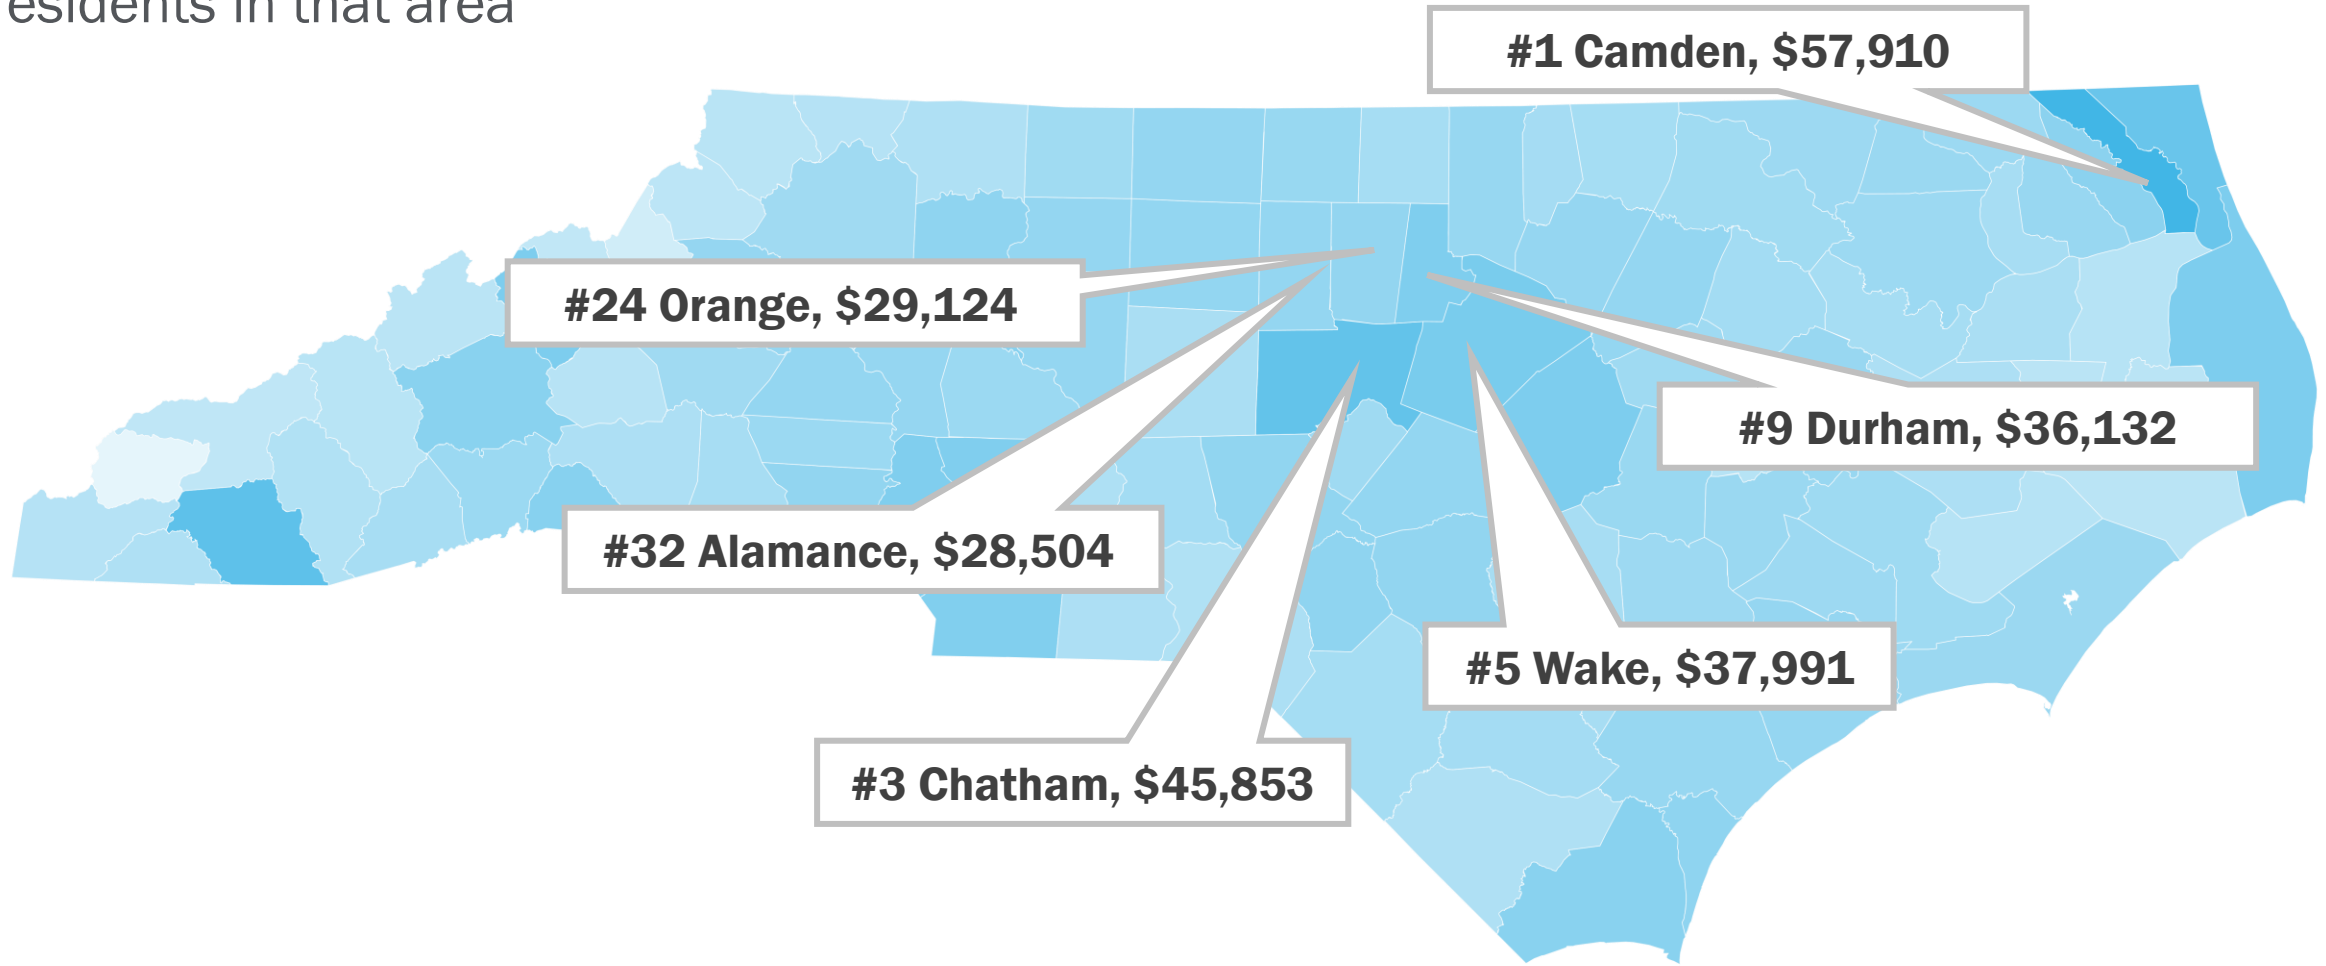 in that area
#1 Camden, $57,910
#24 Orange, $29,124
#9 Durham, $36,132
#32 Alamance, $28,504
#5 Wake, $37,991
#3 Chatham, $45,853